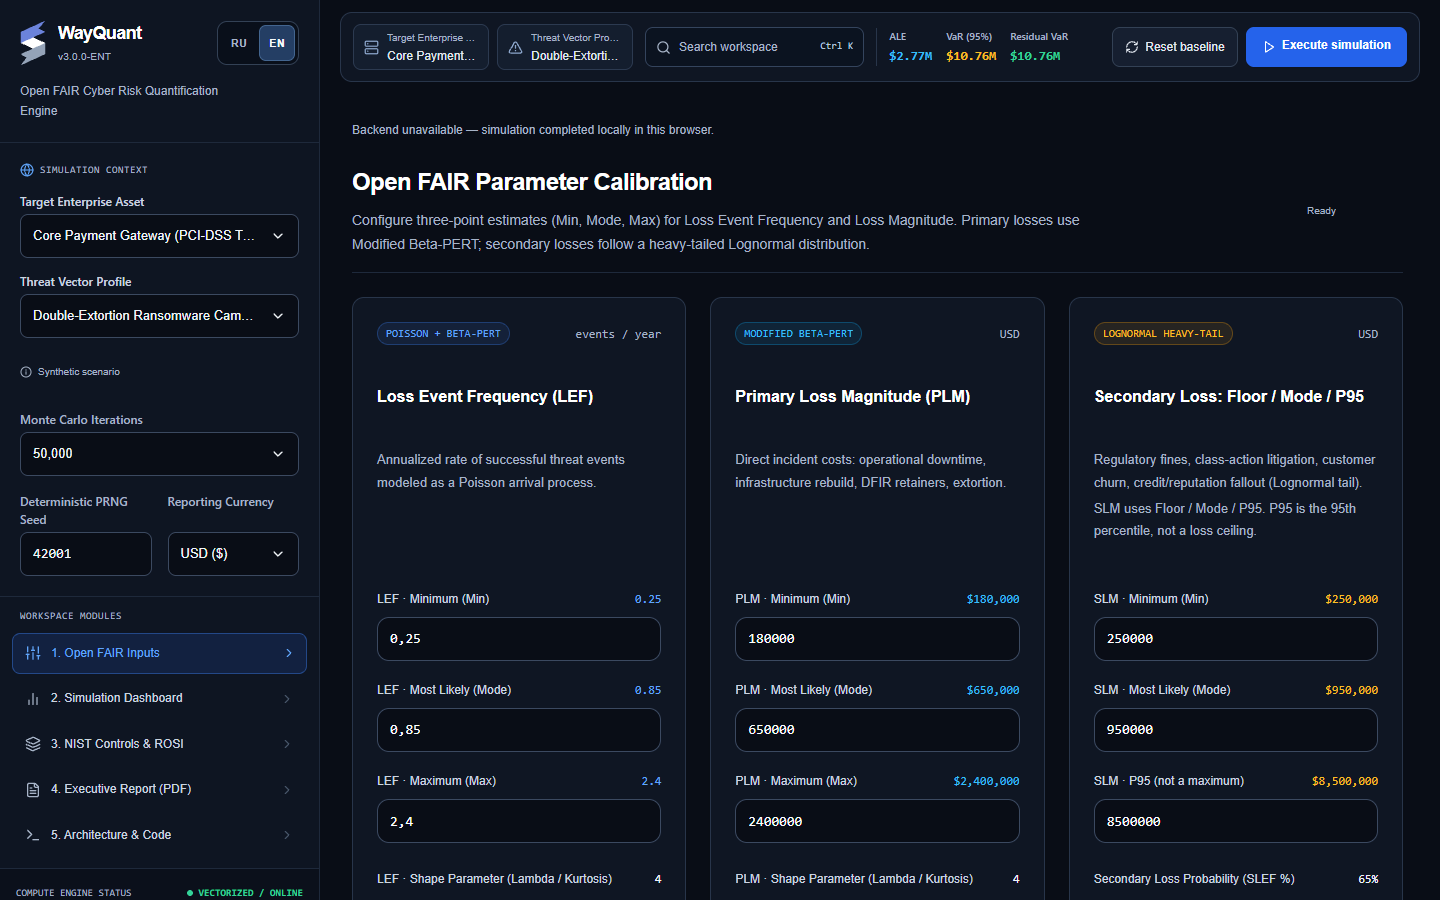 WayQuant
v3.0.0-ENT
RU
EN
Open FAIR Cyber Risk Quantification
Engine
SIMULATION CONTEXT
Target Enterprise Asset
Core Payment Gateway (PCI-DSS T...
Threat Vector Profile
Double-Extortion Ransomware Cam...
Synthetic scenario
Monte Carlo Iterations
50,000
Deterministic PRNG
Seed
Reporting Currency
42001
USD ($)
WORKSPACE MODULES
1. Open FAIR Inputs
2. Simulation Dashboard
3. NIST Controls & ROSI
4. Executive Report (PDF)
5. Architecture & Code
COMPUTE ENGINE STATUS
VECTORIZED / ONLINE
Target Enterprise ...
Core Payment...
Threat Vector Pro...
Double-Extorti...
Search workspace
Ctrl K
ALE
$2.77M
VaR (95%)
$10.76M
Residual VaR
$10.76M
Reset baseline
Execute simulation
Backend unavailable — simulation completed locally in this browser.
Open FAIR Parameter Calibration
Configure three-point estimates (Min, Mode, Max) for Loss Event Frequency and Loss Magnitude. Primary losses use
Modified Beta-PERT; secondary losses follow a heavy-tailed Lognormal distribution.
Ready
POISSON + BETA-PERT
events / year
Loss Event Frequency (LEF)
Annualized rate of successful threat events
modeled as a Poisson arrival process.
LEF · Minimum (Min)
0.25
0,25
LEF · Most Likely (Mode)
0.85
0,85
LEF · Maximum (Max)
2.4
2,4
LEF · Shape Parameter (Lambda / Kurtosis)
4
MODIFIED BETA-PERT
USD
Primary Loss Magnitude (PLM)
Direct incident costs: operational downtime,
infrastructure rebuild, DFIR retainers, extortion.
PLM · Minimum (Min)
$180,000
180000
PLM · Most Likely (Mode)
$650,000
650000
PLM · Maximum (Max)
$2,400,000
2400000
PLM · Shape Parameter (Lambda / Kurtosis)
4
LOGNORMAL HEAVY-TAIL
USD
Secondary Loss: Floor / Mode / P95
Regulatory fines, class-action litigation, customer
churn, credit/reputation fallout (Lognormal tail).
SLM uses Floor / Mode / P95. P95 is the 95th
percentile, not a loss ceiling.
SLM · Minimum (Min)
$250,000
250000
SLM · Most Likely (Mode)
$950,000
950000
SLM · P95 (not a maximum)
$8,500,000
8500000
Secondary Loss Probability (SLEF %)
65%